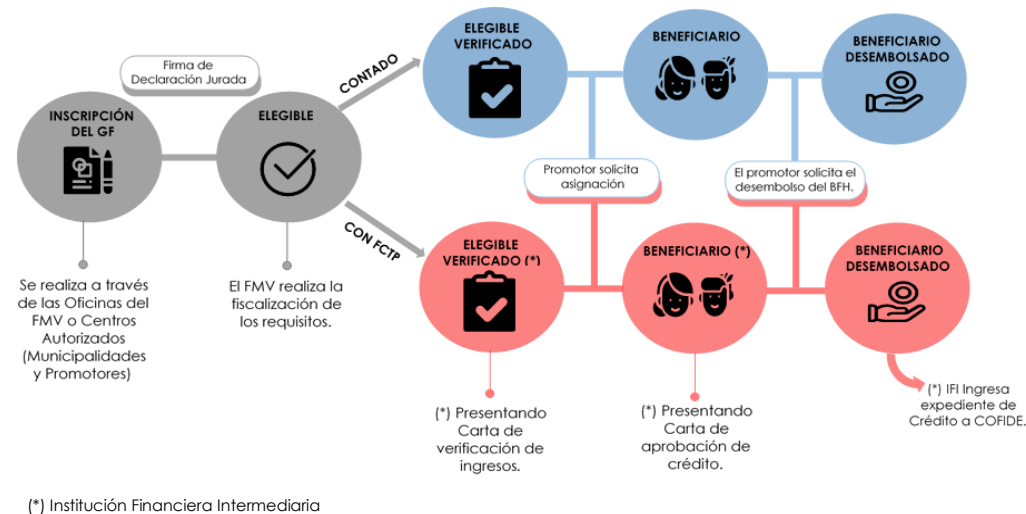 Firma de
Declaración Jurada
INSCRIPCIÓN
DEL GF
ELEGIBLE
Se realiza a través
de las Oficinas del
FMV o Centros
Autorizados
(Municipalidades
y Promotores)
El FMV realiza la
fiscalización de
los requisitos.
CONTADO
ELEGIBLE
VERIFICADO
BENEFICIARIO
BENEFICIARIO
DESEMBOLSADO
Promotor solicita
asignación
El promotor solicita el
desembolso del BFH.
CON FCTP
ELEGIBLE
VERIFICADO (*)
BENEFICIARIO (*)
BENEFICIARIO
DESEMBOLSADO
(*) Presentando
Carta de
verificación de
ingresos.
(*) Presentando
Carta de
aprobación de
crédito.
(*) IFI Ingresa
expediente de
Crédito a COFIDE.
(*) Institución Financiera Intermediaria